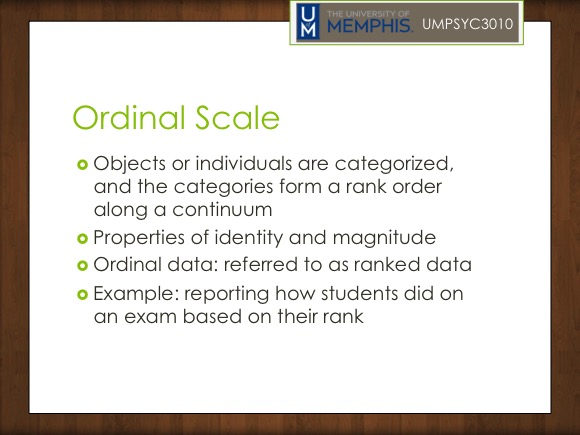 UM
THE UNIVERSITY OF
MEMPHIS.
UMPSYC3010
Ordinal Scale
Objects or individuals are categorized,
and the categories form a rank order
along a continuum
Properties of identity and magnitude
Ordinal data: referred to as ranked data
Example: reporting how students did on
an exam based on their rank